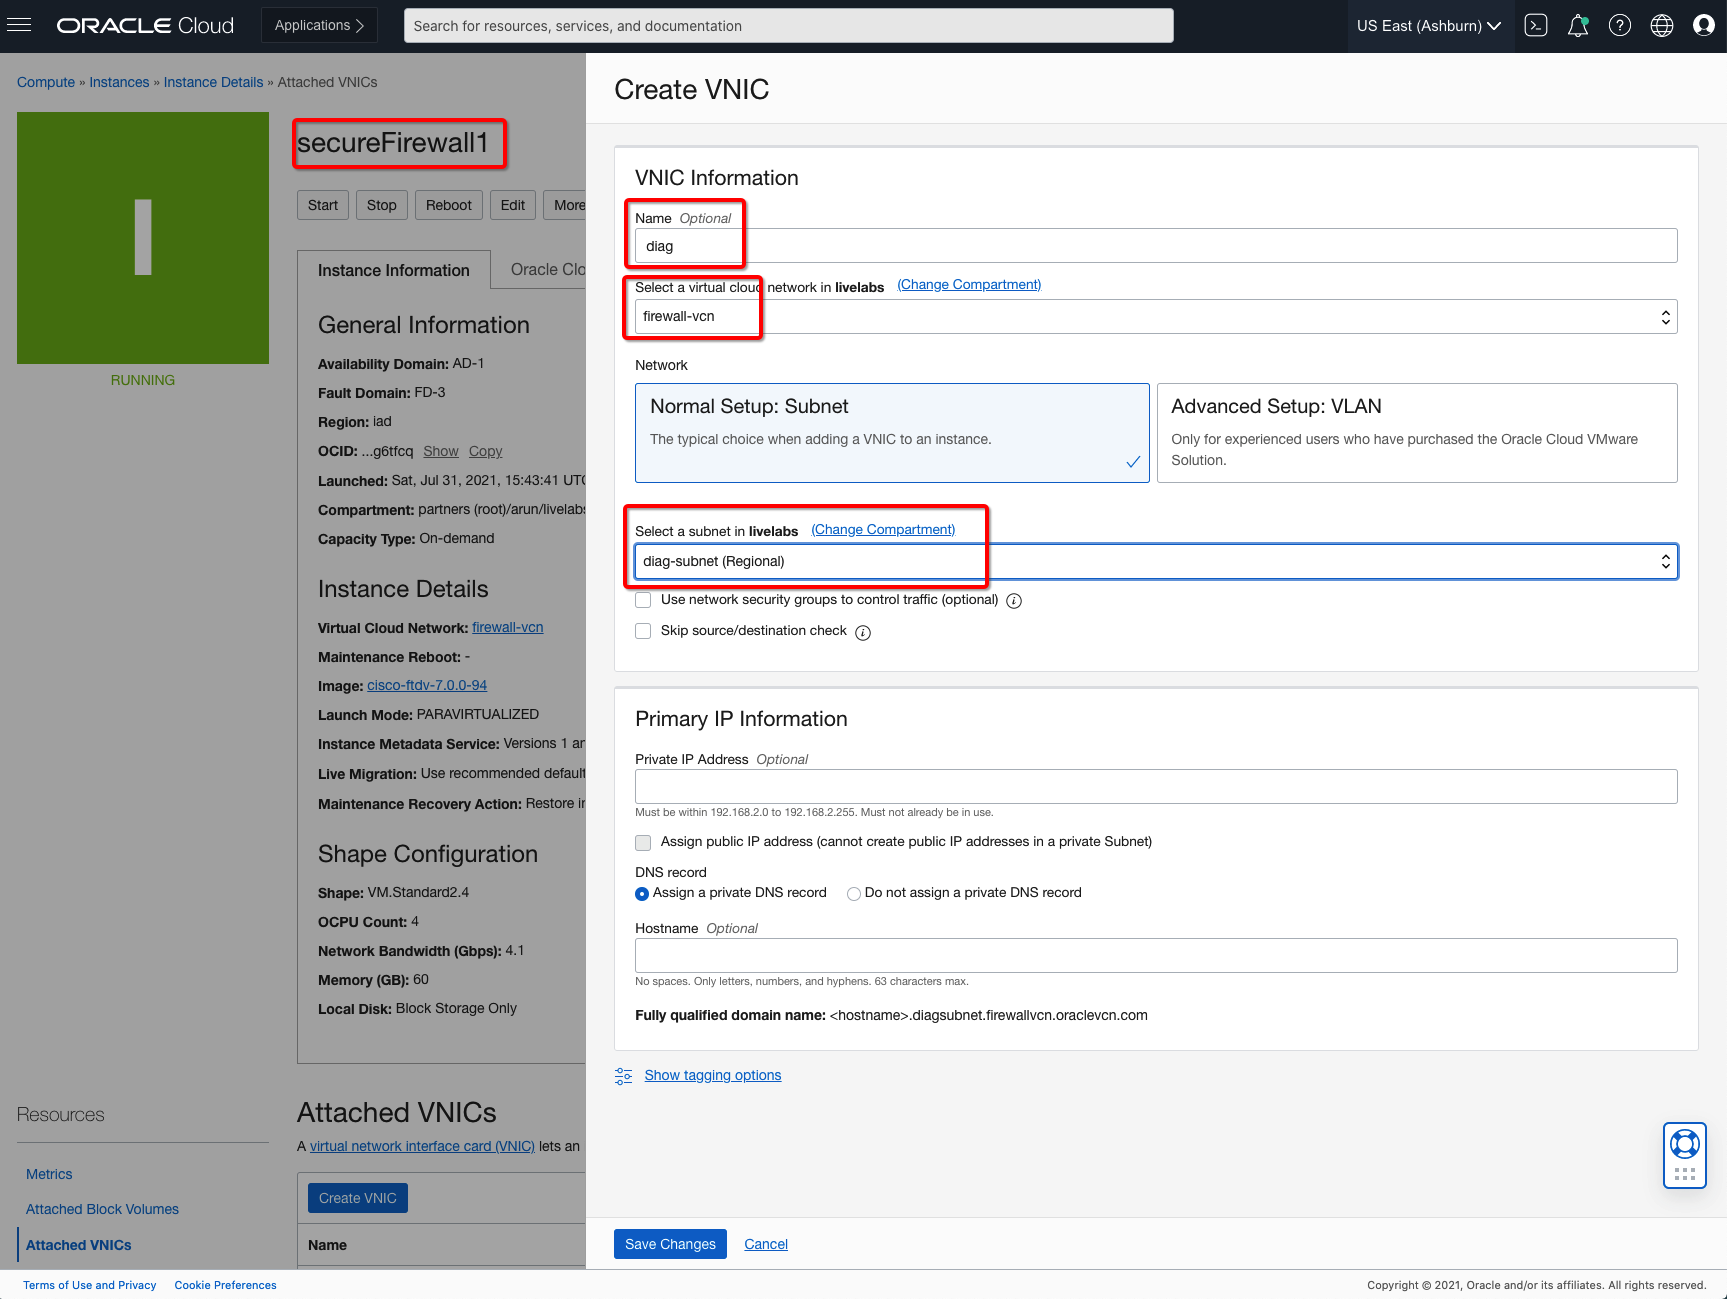 ORACLE Cloud
Applications
Search for resources, services, and documentation
US East (Ashburn)
Compute » Instances » Instance Details » Attached VNICs
I
RUNNING
secureFirewall1
Start Stop Reboot Edit More
Instance Information Oracle Clo
General Information
Availability Domain: AD-1
Fault Domain: FD-3
Region: iad
OCID: ...g6tfcq Show Copy
Launched: Sat, Jul 31, 2021, 15:43:41 UTC
Compartment: partners (root)/arun/livelabs
Capacity Type: On-demand
Instance Details
Virtual Cloud Network: firewall-vcn
Maintenance Reboot: -
Image: cisco-ftdv-7.0.0-94
Launch Mode: PARAVIRTUALIZED
Instance Metadata Service: Versions 1 an
Live Migration: Use recommended default
Maintenance Recovery Action: Restore in
Shape Configuration
Shape: VM.Standard2.4
OCPU Count: 4
Network Bandwidth (Gbps): 4.1
Memory (GB): 60
Local Disk: Block Storage Only
Resources
Metrics
Attached Block Volumes
Attached VNICs
Attached VNICs
A virtual network interface card (VNIC) lets an
Create VNIC
Name
Create VNIC
VNIC Information
Name Optional
diag
Select a virtual cloud network in livelabs (Change Compartment)
firewall-vcn
Network
Normal Setup: Subnet
The typical choice when adding a VNIC to an instance.
Advanced Setup: VLAN
Only for experienced users who have purchased the Oracle Cloud VMware
Solution.
Select a subnet in livelabs (Change Compartment)
diag-subnet (Regional)
Use network security groups to control traffic (optional)
Skip source/destination check
Primary IP Information
Private IP Address Optional
Must be within 192.168.2.0 to 192.168.2.255. Must not already be in use.
Assign public IP address (cannot create public IP addresses in a private Subnet)
DNS record
Assign a private DNS record Do not assign a private DNS record
Hostname Optional
No spaces. Only letters, numbers, and hyphens. 63 characters max.
Fully qualified domain name: <hostname>.diagsubnet.firewallvcn.oraclevcn.com
Show tagging options
Save Changes Cancel
Terms of Use and Privacy Cookie Preferences
Copyright © 2021, Oracle and/or its affiliates. All rights reserved.